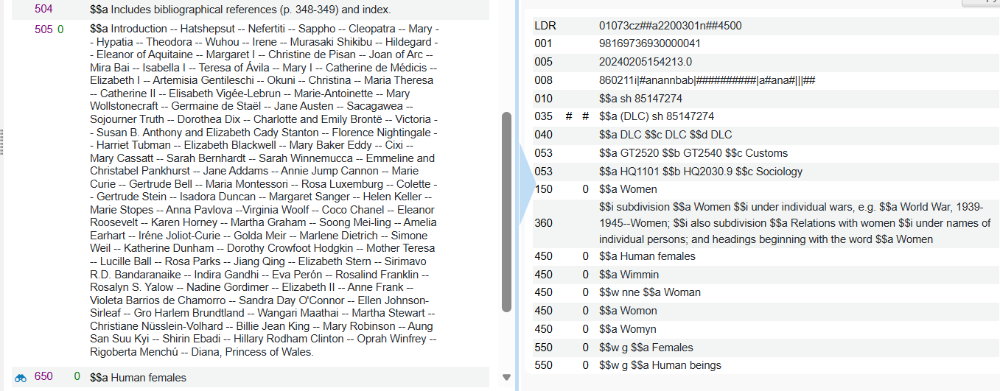 504 $$a Includes bibliographical references (p. 348-349) and index.
505 0 $$a Introduction -- Hatshepsut -- Nefertiti -- Sappho -- Cleopatra -- Mary -
- Hypatia -- Theodora -- Wuhou -- Irene -- Murasaki Shikibu -- Hildegard -
- Eleanor of Aquitaine -- Margaret I -- Christine de Pisan -- Joan of Arc --
Mira Bai -- Isabella I -- Teresa of Ávila -- Mary I -- Catherine de Médicis --
Elizabeth I -- Artemisia Gentileschi -- Okuni -- Christina -- Maria Theresa
-- Catherine II -- Elisabeth Vigée-Lebrun -- Marie-Antoinette -- Mary
Wollstonecraft -- Germaine de Staël -- Jane Austen -- Sacagawea --
Sojourner Truth -- Dorothea Dix -- Charlotte and Emily Brontë -- Victoria -
- Susan B. Anthony and Elizabeth Cady Stanton -- Florence Nightingale -
- Harriet Tubman -- Elizabeth Blackwell -- Mary Baker Eddy -- Cixi --
Mary Cassatt -- Sarah Bernhardt -- Sarah Winnemucca -- Emmeline and
Christabel Pankhurst -- Jane Addams -- Annie Jump Cannon -- Marie
Curie -- Gertrude Bell -- Maria Montessori -- Rosa Luxemburg -- Colette -
- Gertrude Stein -- Isadora Duncan -- Margaret Sanger -- Helen Keller --
Marie Stopes -- Anna Pavlova --Virginia Woolf -- Coco Chanel -- Eleanor
Roosevelt -- Karen Horney -- Martha Graham -- Soong Mei-ling -- Amelia
Earhart -- Iréne Joliot-Curie -- Golda Meir -- Marlene Dietrich -- Simone
Weil -- Katherine Dunham -- Dorothy Crowfoot Hodgkin -- Mother Teresa
-- Lucille Ball -- Rosa Parks -- Jiang Qing -- Elizabeth Stern -- Sirimavo
R.D. Bandaranaike -- Indira Gandhi -- Eva Perón -- Rosalind Franklin --
Rosalyn S. Yalow -- Nadine Gordimer -- Elizabeth II -- Anne Frank --
Violeta Barrios de Chamorro -- Sandra Day O'Connor -- Ellen Johnson-
Sirleaf -- Gro Harlem Brundtland -- Wangari Maathai -- Martha Stewart --
Christiane Nüsslein-Volhard -- Billie Jean King -- Mary Robinson -- Aung
San Suu Kyi -- Shirin Ebadi -- Hillary Rodham Clinton -- Oprah Winfrey --
Rigoberta Menchú -- Diana, Princess of Wales.
650 0 $$a Human females
LDR 01073cz##a2200301n##4500
001 98169736930000041
005 20240205154213.0
008 860211i|#anannbab|##########|a#ana#|||##
010 $$a sh 85147274
035 # # $$a (DLC) sh 85147274
040 $$a DLC $$c DLC $$d DLC
053 $$a GT2520 $$b GT2540 $$c Customs
053 $$a HQ1101 $$b HQ2030.9 $$c Sociology
150 0 $$a Women
360 $$i subdivision $$a Women $$i under individual wars, e.g. $$a World War, 1939-
1945--Women; $$i also subdivision $$a Relations with women $$i under names of
individual persons; and headings beginning with the word $$a Women
450 0 $$a Human females
450 0 $$a Wimmin
450 0 $$w nne $$a Woman
450 0 $$a Womon
450 0 $$a Womyn
550 0 $$w g $$a Females
550 0 $$w g $$a Human beings